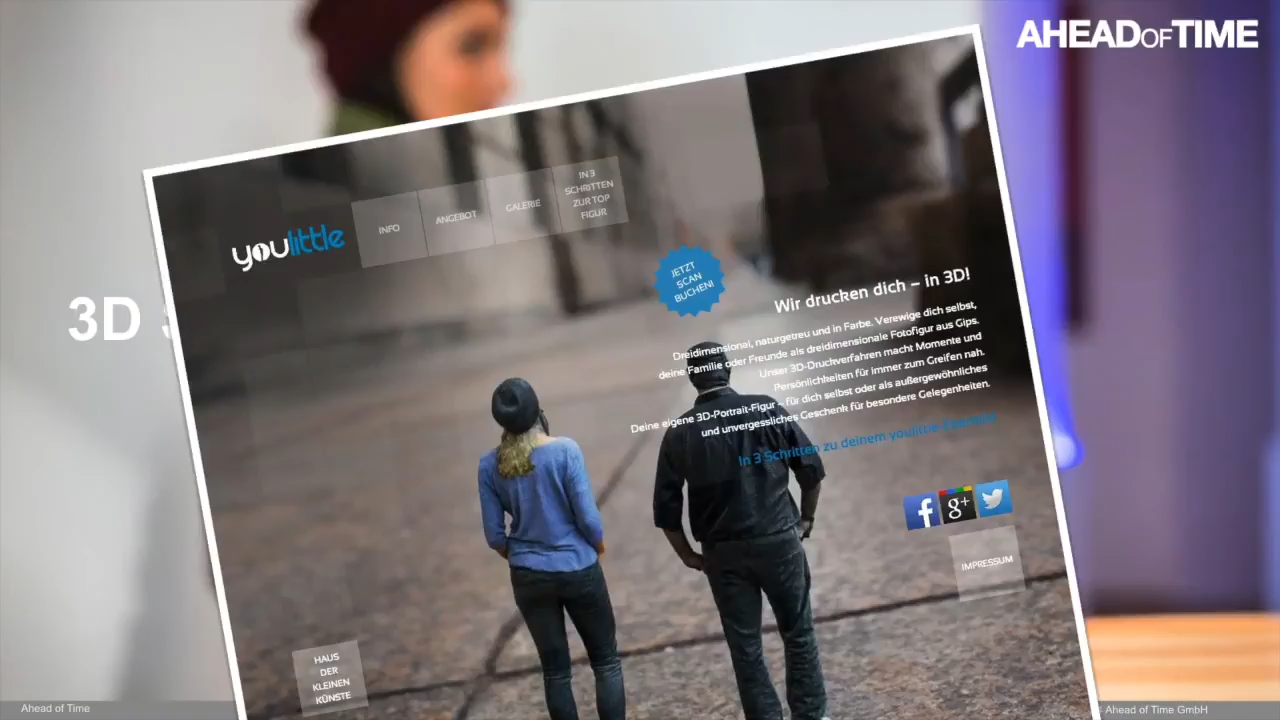 AHEADOFTIME
3D
youlittle
INFO
ANGEBOT
GALERIE
IN 3
SCHRITTEN
ZUR TOP
FIGUR
JETZT
SCAN
BUCHEN!
Wir drucken dich – in 3D!
Dreidimensional, naturgetreu und in Farbe. Verewige dich selbst,
deine Familie oder Freunde als dreidimensionale Fotofigur aus Gips.
Unser 3D-Druckverfahren macht Momente und
Persönlichkeiten für immer zum Greifen nah.
Deine eigene 3D-Portrait-Figur – für dich selbst oder als außergewöhnliches
und unvergessliches Geschenk für besondere Gelegenheiten.
In 3 Schritten zu deinem youlittle
f
g+
IMPRESSUM
HAUS
DER
KLEINEN
KÜNSTE
Ahead of Time
Ahead of Time GmbH